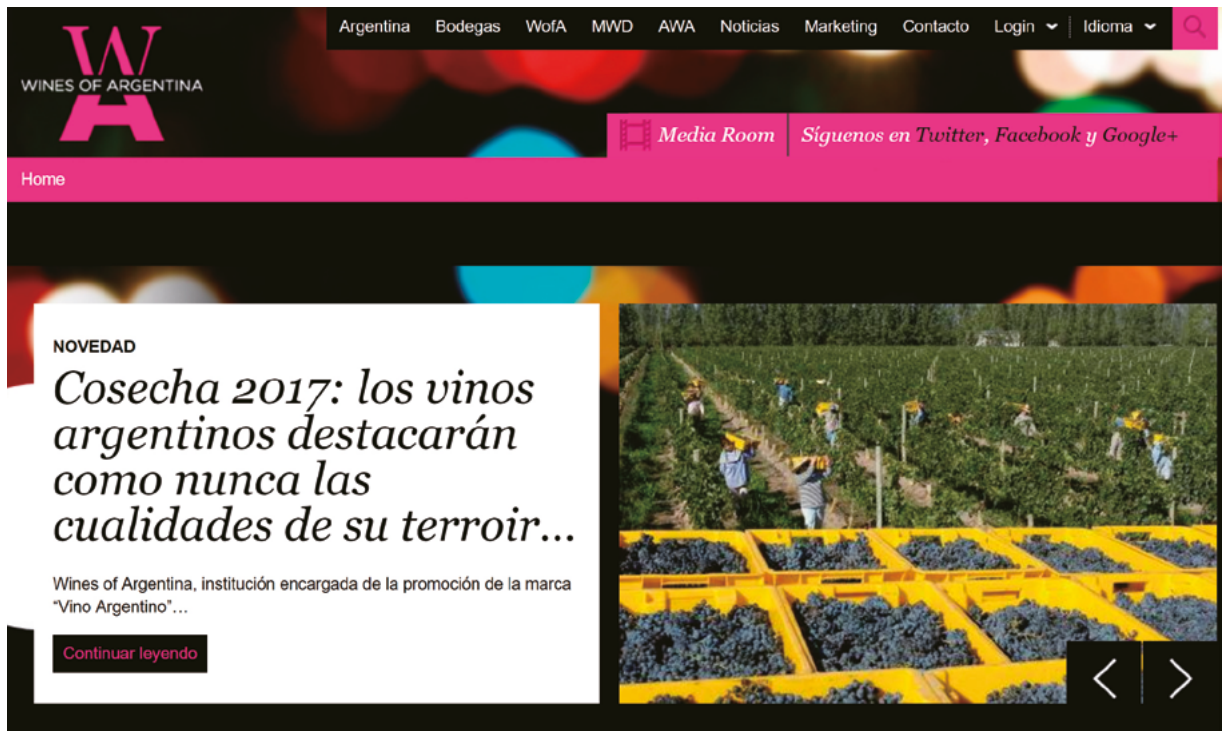 Argentina Bodegas WofA MWD AWA Noticias Marketing Contacto Login Idioma
WA
WINES OF ARGENTINA
Media Room Síguenos en Twitter, Facebook y Google+
Home
NOVEDAD
Cosecha 2017: los vinos
argentinos destacarán
como nunca las
cualidades de su terroir...
Wines of Argentina, institución encargada de la promoción de la marca
“Vino Argentino”...
Continuar leyendo